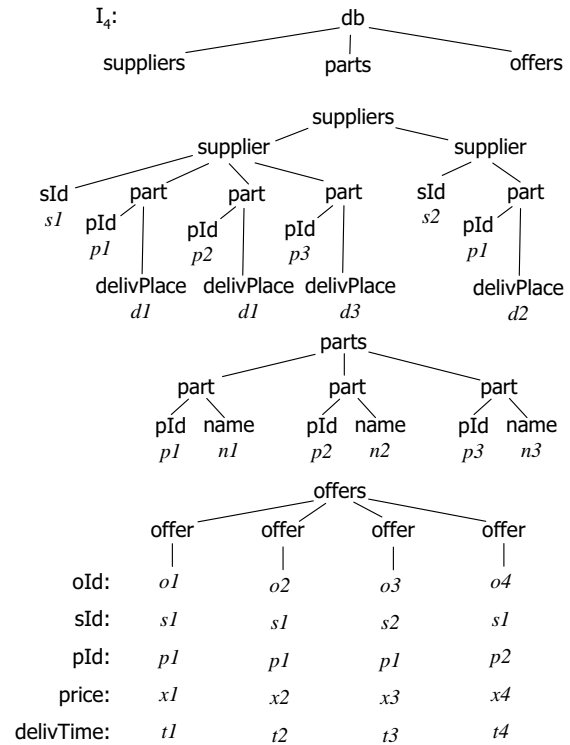 I4: db
suppliers parts offers
suppliers
supplier supplier
sId part part part sId part
s1 pId pId pId s2 pId
p1 p2 p3 p1
delivPlace delivPlace delivPlace delivPlace
d1 d1 d3 d2
parts
part part part
pId name pId name pId name
p1 n1 p2 n2 p3 n3
offers
offer offer offer offer
oId: o1 o2 o3 o4
sId: s1 s1 s2 s1
pId: p1 p1 p1 p2
price: x1 x2 x3 x4
delivTime: t1 t2 t3 t4